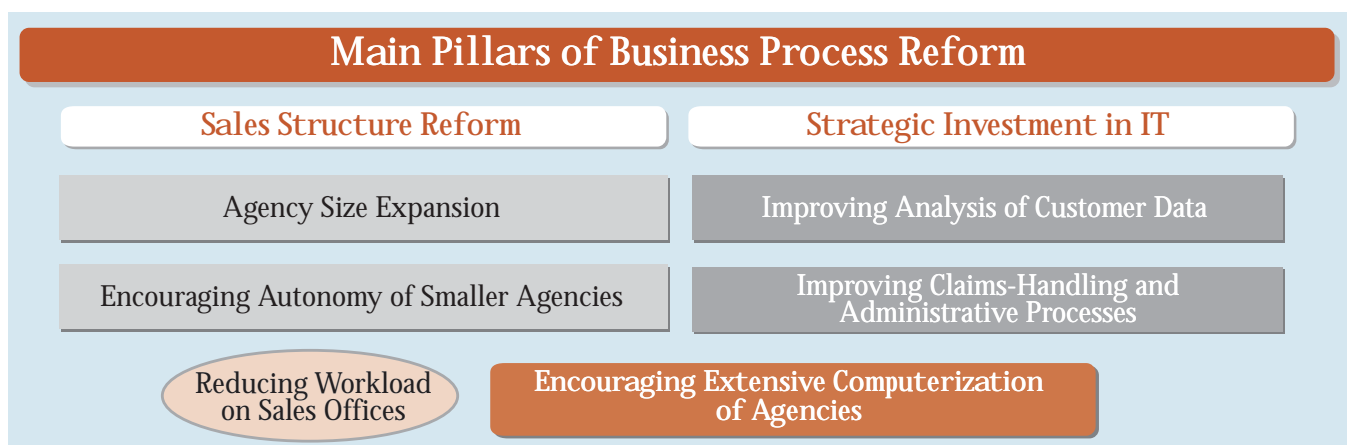 Main Pillars of Business Process Reform
Sales Structure Reform
Strategic Investment in IT
Agency Size Expansion
Improving Analysis of Customer Data
Encouraging Autonomy of Smaller Agencies
Improving Claims-Handling and
Administrative Processes
Reducing Workload
on Sales Offices
Encouraging Extensive Computerization
of Agencies